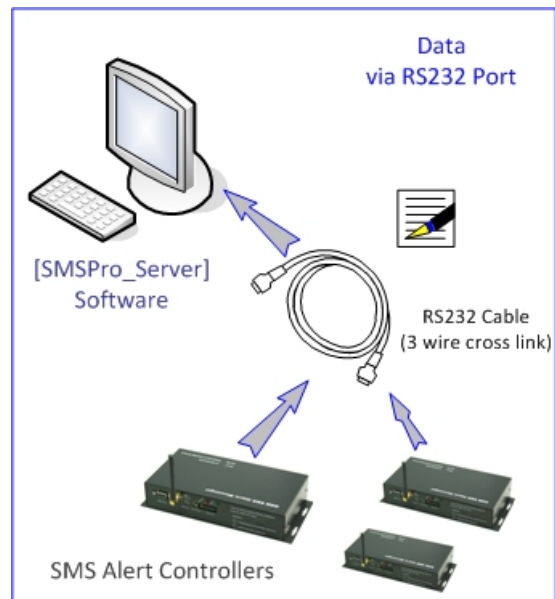 Data
via RS232 Port
[SMSPro_Server]
Software
RS232 Cable
(3 wire cross link)
SMS Alert Controllers